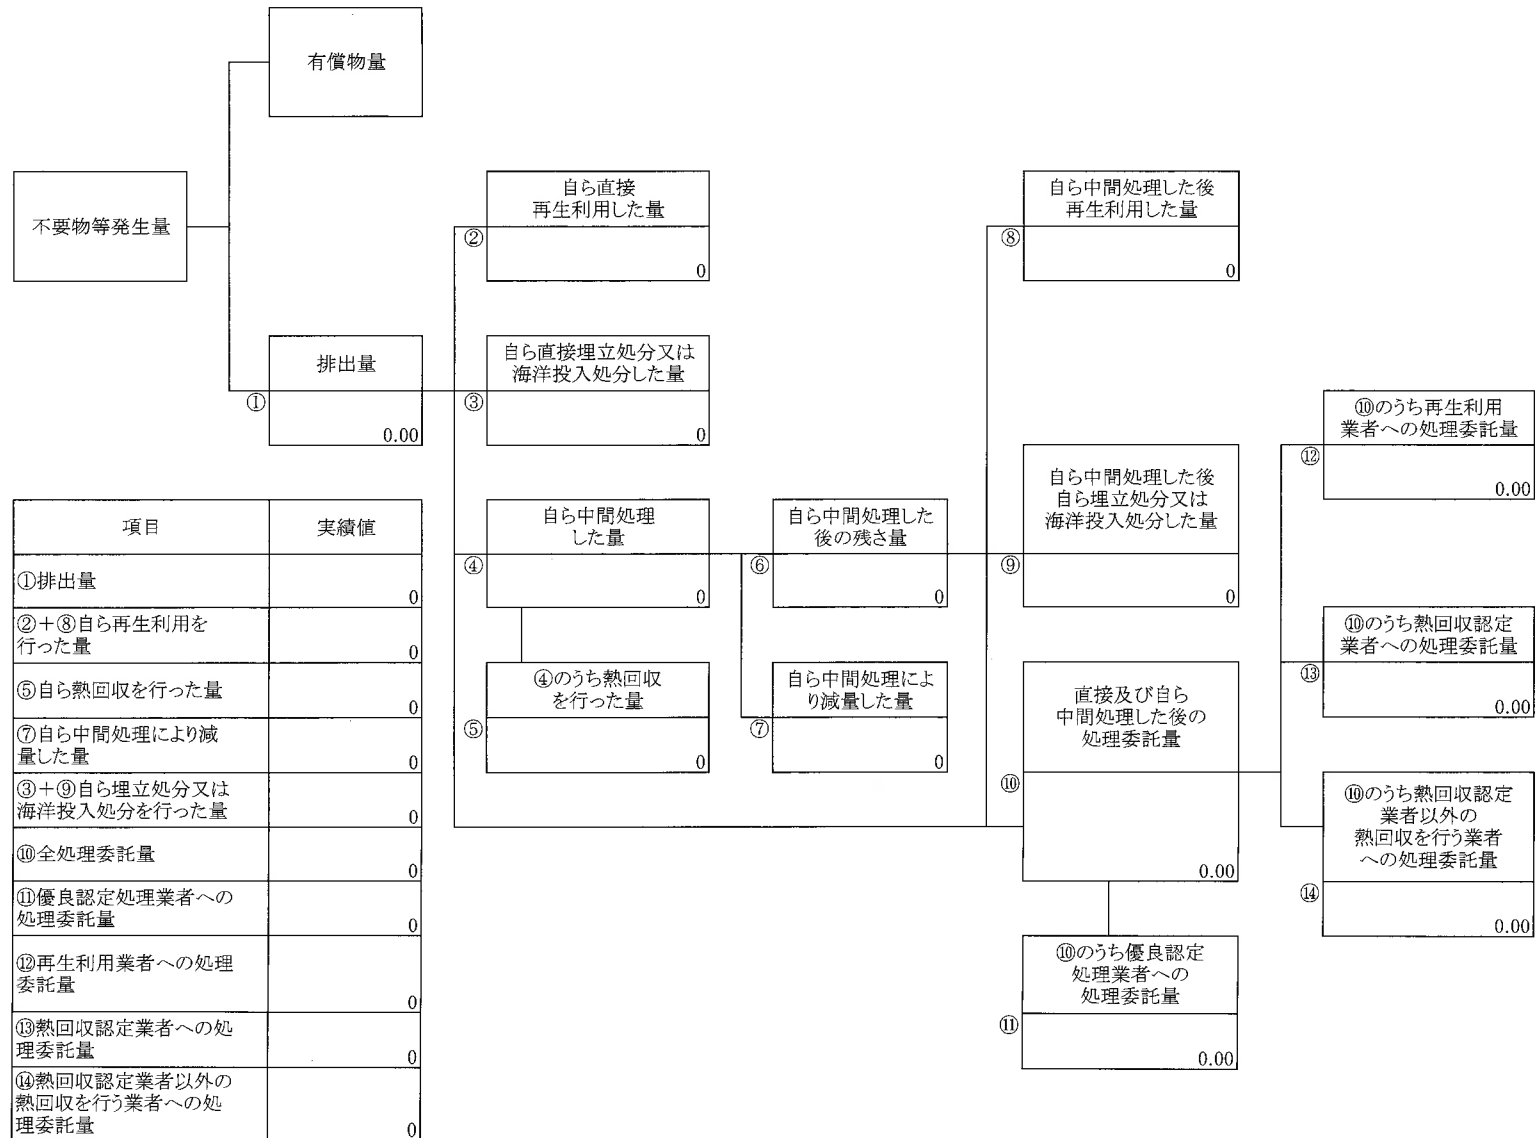 有償物量
不要物等発生量
排出量
①
0.00
自ら直接
再生利用した量
②
0
自ら直接埋立処分又は
海洋投入処分した量
③
0
自ら中間処理
した量
④
0
④のうち熱回収
を行った量
⑤
0
自ら中間処理した
後の残さ量
⑥
0
自ら中間処理によ
り減量した量
⑦
0
自ら中間処理した後
再生利用した量
⑧
0
自ら中間処理した後
自ら埋立処分又は
海洋投入処分した量
⑨
0
直接及び自ら
中間処理した後の
処理委託量
⑩
0.00
⑩のうち優良認定
処理業者への
処理委託量
⑪
0.00
⑩のうち再生利用
業者への処理委託量
⑫
0.00
⑩のうち熱回収認定
業者への処理委託量
⑬
0.00
⑩のうち熱回収認定
業者以外の
熱回収を行う業者
への処理委託量
⑭
0.00
項目 実績値
①排出量
0
②＋⑧自ら再生利用を
行った量
0
⑤自ら熱回収を行った量
0
⑦自ら中間処理により減
量した量
0
③＋⑨自ら埋立処分又は
海洋投入処分を行った量
0
⑩全処理委託量
0
⑪優良認定処理業者への
処理委託量
0
⑫再生利用業者への処理
委託量
0
⑬熱回収認定業者への処
理委託量
0
⑭熱回収認定業者以外の
熱回収を行う業者への処
理委託量
0